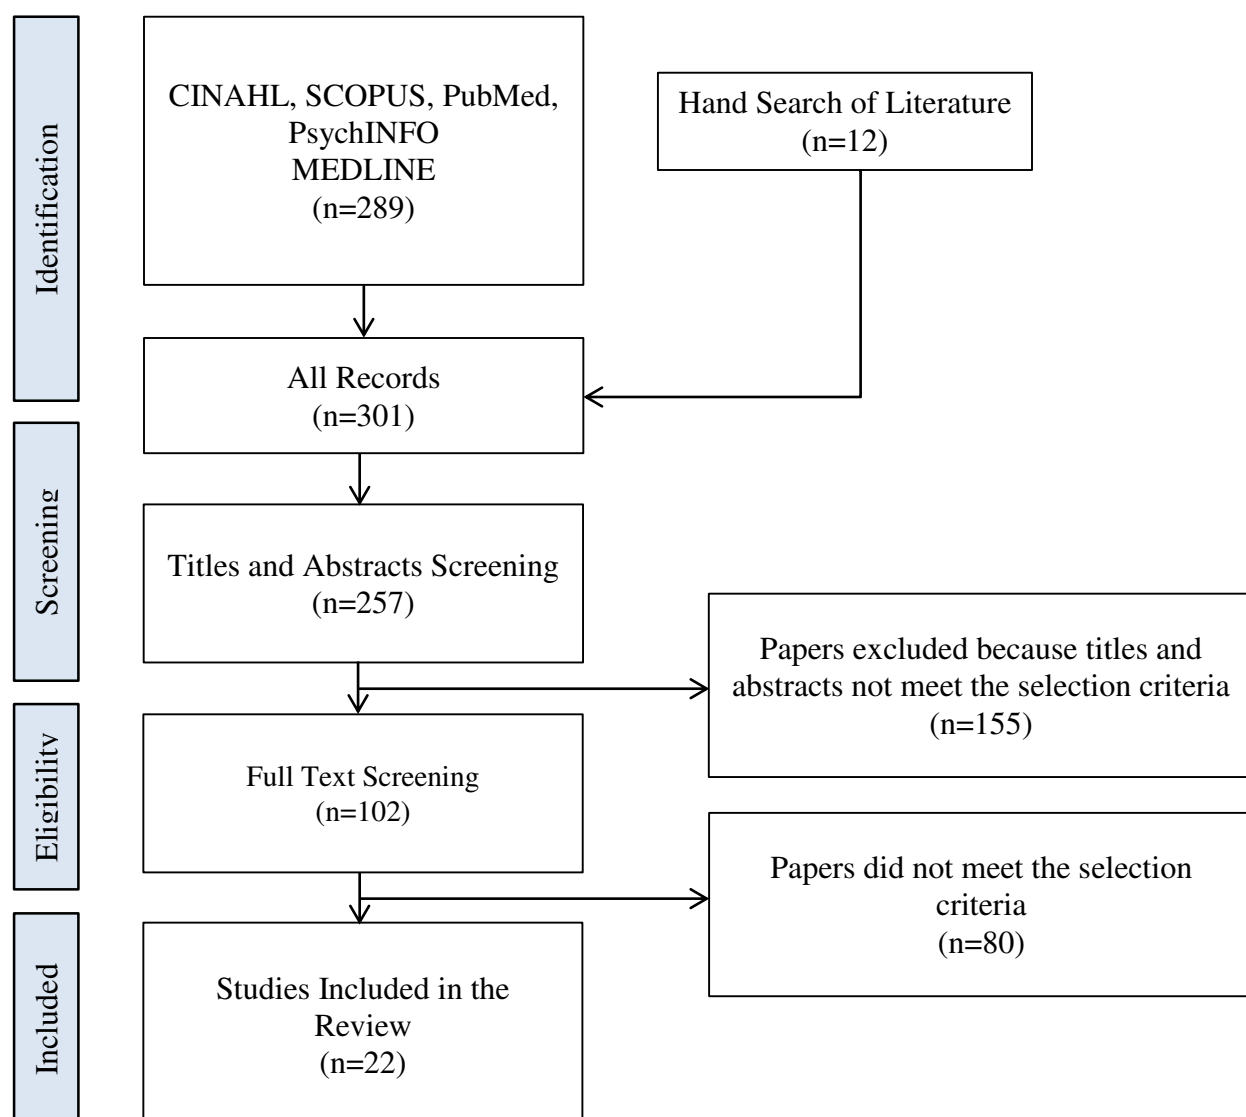 Identification
CINAHL, SCOPUS, PubMed,
PsychINFO
MEDLINE
(n=289)
Hand Search of Literature
(n=12)
All Records
(n=301)
Screening
Titles and Abstracts Screening
(n=257)
Papers excluded because titles and
abstracts not meet the selection criteria
(n=155)
Eligibility
Full Text Screening
(n=102)
Papers did not meet the selection
criteria
(n=80)
Included
Studies Included in the
Review
(n=22)